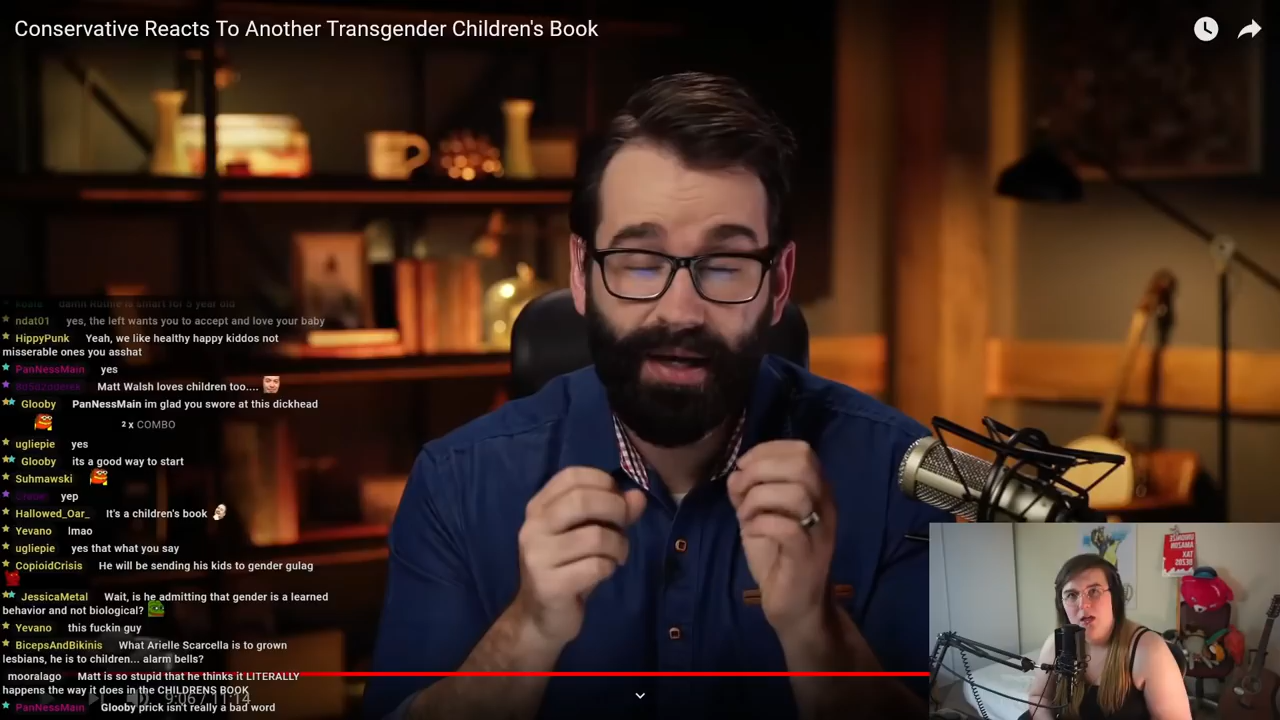 Conservative Reacts To Another Transgender Children's Book
damn Ruthie is smart for 5 year old
ndat01 yes, the left wants you to accept and love your baby
HippyPunk Yeah, we like healthy happy kiddos not
misserable ones you asshat
PanNessMain yes
Matt Walsh loves children too....
Glooby PanNessMain im glad you swore at this dickhead
2 x COMBO
ugliepie yes
Glooby its a good way to start
Suhmawski
yep
Hallowed_Oar_ It's a children's book
Yevano lmao
ugliepie yes that what you say
CopioidCrisis He will be sending his kids to gender gulag
JessicaMetal Wait, is he admitting that gender is a learned
behavior and not biological?
Yevano this fuckin guy
BicepsAndBikinis What Arielle Scarcella is to grown
lesbians, he is to children... alarm bells?
mooralago Matt is so stupid that he thinks it LITERALLY
happens the way it does in the CHILDRENS BOOK
9:06 / 11:14
PanNessMain Glooby prick isn't really a bad word